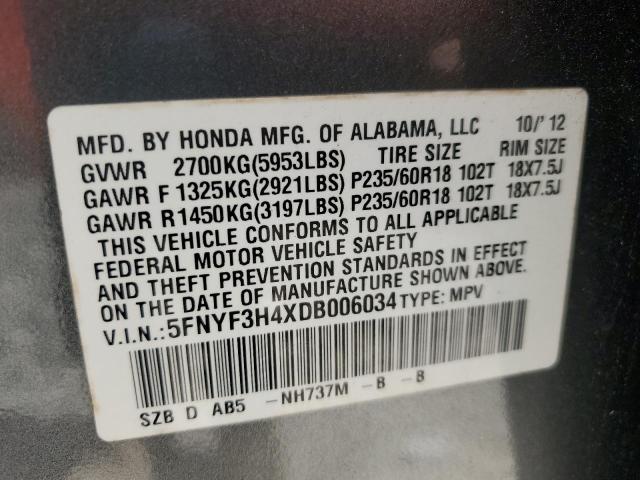 MFD. BY HONDA MFG. OF ALABAMA, LLC 10/'12
GVWR 2700KG(5953LBS) TIRE SIZE RIM SIZE
GAWR F 1325KG(2921LBS) P235/60R18 102T 18X7.5J
GAWR R1450KG(3197LBS) P235/60R18 102T 18X7.5J
THIS VEHICLE CONFORMS TO ALL APPLICABLE
FEDERAL MOTOR VEHICLE SAFETY
AND THEFT PREVENTION STANDARDS IN EFFECT
ON THE DATE OF MANUFACTURE SHOWN ABOVE.
V.I.N.:5FNYF3H4XDB006034 TYPE: MPV
SZB D AB5 -NH737M -B -B